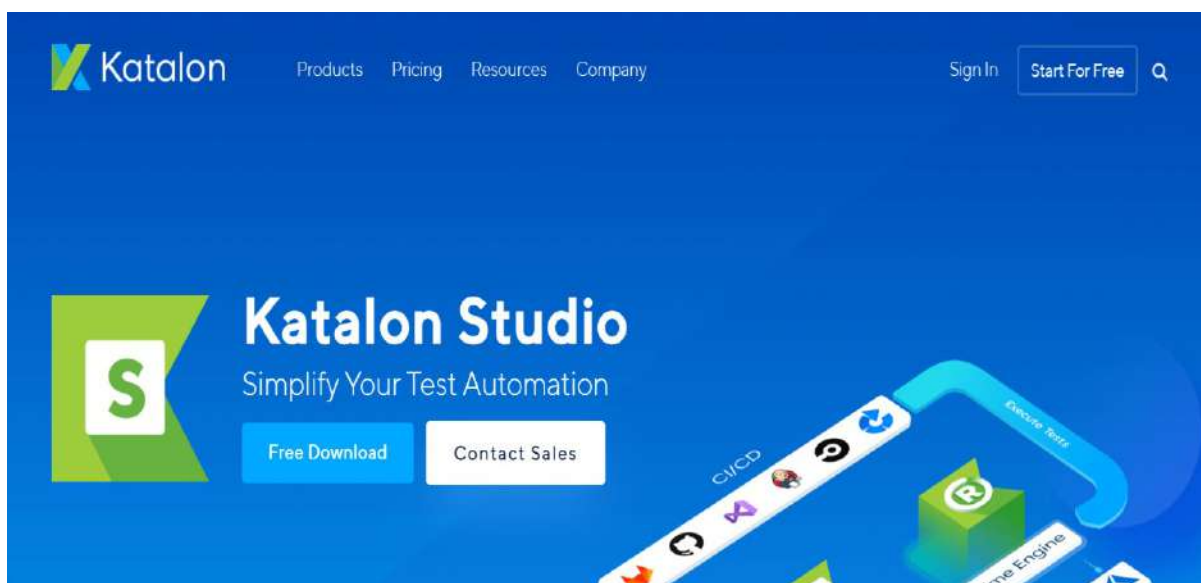 Katalon
Products Pricing Resources Company
Sign In Start For Free
S
Katalon Studio
Simplify Your Test Automation
Free Download Contact Sales
CI/CD
Execute Tests
R
Engine